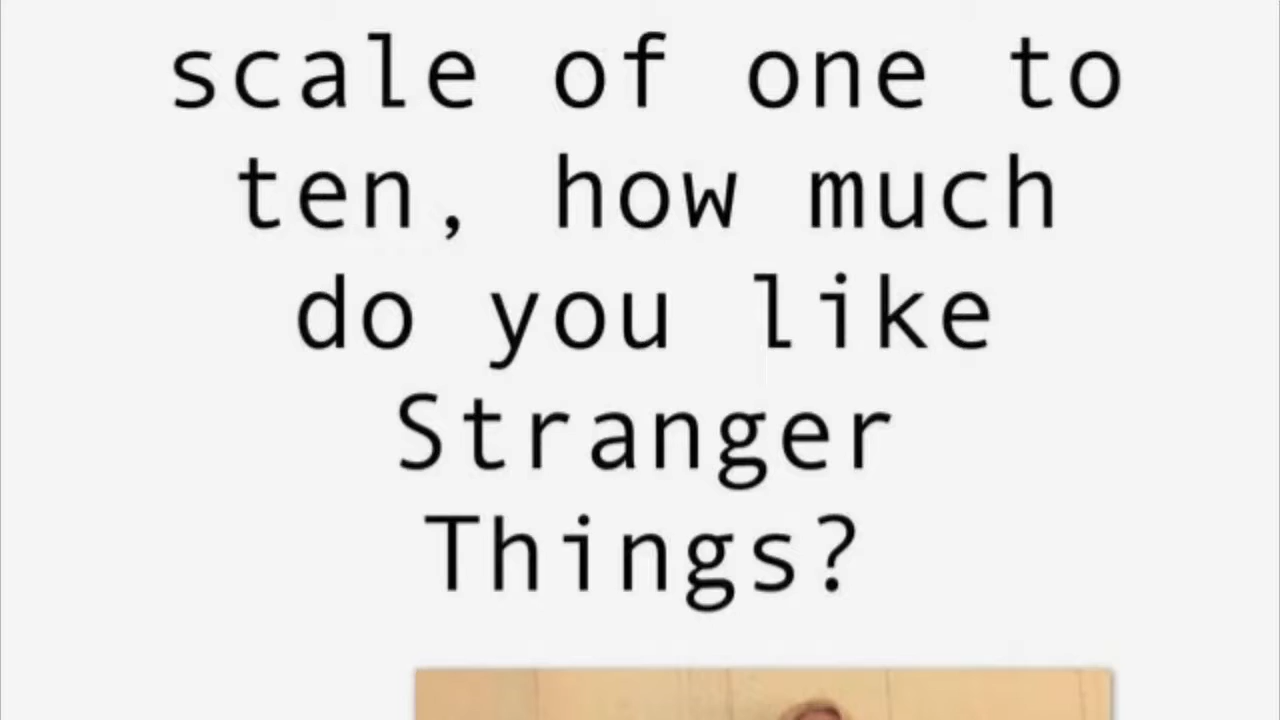 scale of one to
ten, how much
do you like
Stranger
Things?